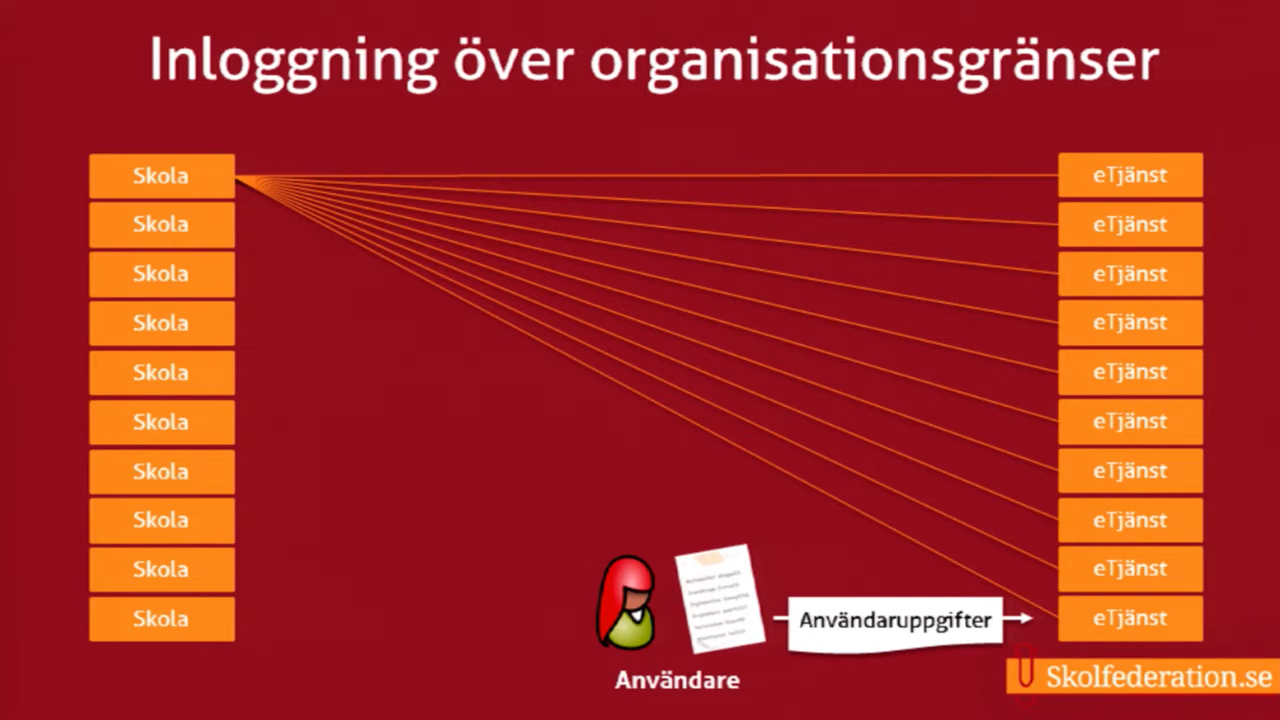 Inloggning över organisationsgränser
Skola
Skola
Skola
Skola
Skola
Skola
Skola
Skola
Skola
Skola
eTjänst
eTjänst
eTjänst
eTjänst
eTjänst
eTjänst
eTjänst
eTjänst
eTjänst
eTjänst
Användaruppgifter
Användare
Skolfederation.se